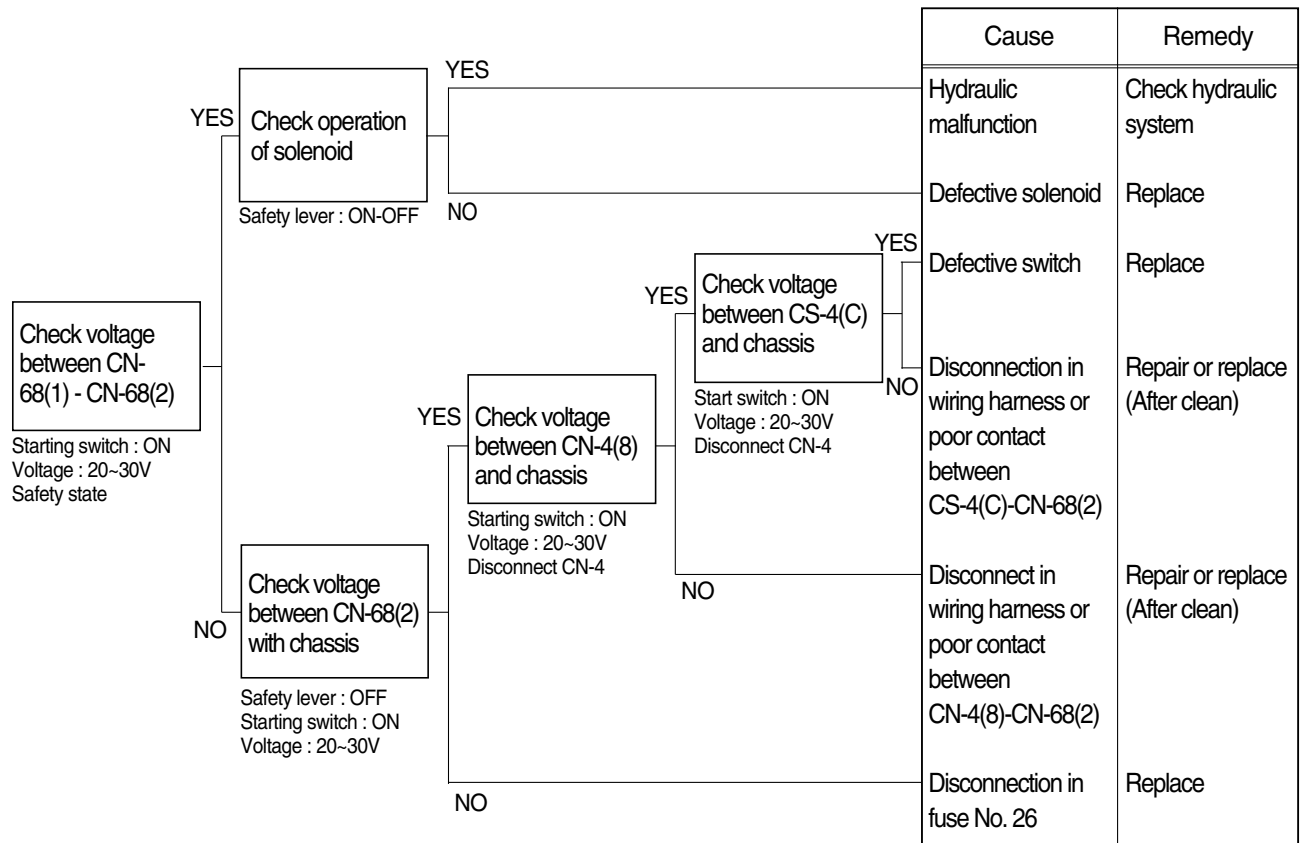 Cause
Remedy
YES
Hydraulic
malfunction
Check hydraulic
system
YES
Check operation
of solenoid
Safety lever : ON-OFF
NO
Defective solenoid
Replace
YES
Defective switch
Replace
YES
Check voltage
between CS-4(C)
and chassis
Start switch : ON
Voltage : 20~30V
Disconnect CN-4
NO
Disconnection in
wiring harness or
poor contact
between
CS-4(C)-CN-68(2)
Repair or replace
(After clean)
Check voltage
between CN-
68(1) - CN-68(2)
Starting switch : ON
Voltage : 20~30V
Safety state
YES
Check voltage
between CN-4(8)
and chassis
Starting switch : ON
Voltage : 20~30V
Disconnect CN-4
NO
Disconnect in
wiring harness or
poor contact
between
CN-4(8)-CN-68(2)
Repair or replace
(After clean)
NO
Check voltage
between CN-68(2)
with chassis
Safety lever : OFF
Starting switch : ON
Voltage : 20~30V
NO
Disconnection in
fuse No. 26
Replace